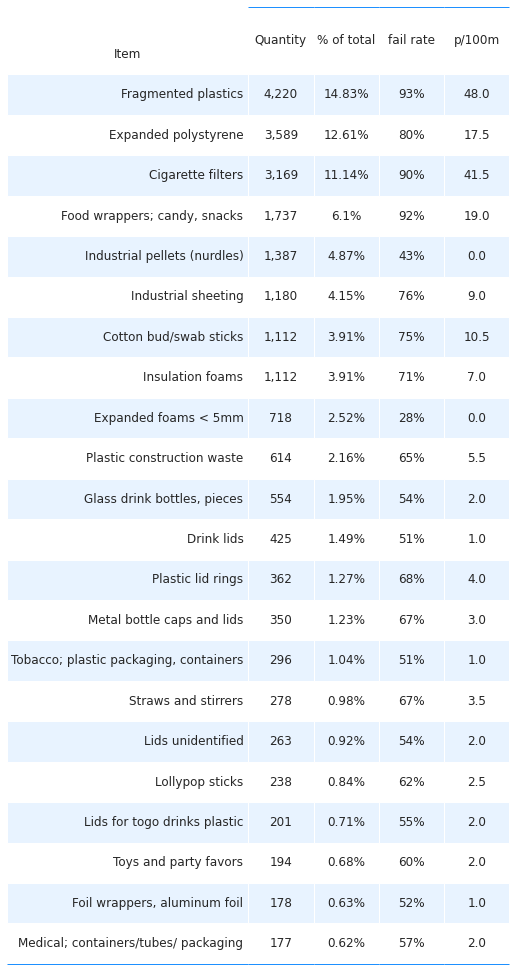 Item Quantity % of total fail rate p/100m
Fragmented plastics 4,220 14.83% 93% 48.0
Expanded polystyrene 3,589 12.61% 80% 17.5
Cigarette filters 3,169 11.14% 90% 41.5
Food wrappers; candy, snacks 1,737 6.1% 92% 19.0
Industrial pellets (nurdles) 1,387 4.87% 43% 0.0
Industrial sheeting 1,180 4.15% 76% 9.0
Cotton bud/swab sticks 1,112 3.91% 75% 10.5
Insulation foams 1,112 3.91% 71% 7.0
Expanded foams < 5mm 718 2.52% 28% 0.0
Plastic construction waste 614 2.16% 65% 5.5
Glass drink bottles, pieces 554 1.95% 54% 2.0
Drink lids 425 1.49% 51% 1.0
Plastic lid rings 362 1.27% 68% 4.0
Metal bottle caps and lids 350 1.23% 67% 3.0
Tobacco; plastic packaging, containers 296 1.04% 51% 1.0
Straws and stirrers 278 0.98% 67% 3.5
Lids unidentified 263 0.92% 54% 2.0
Lollypop sticks 238 0.84% 62% 2.5
Lids for togo drinks plastic 201 0.71% 55% 2.0
Toys and party favors 194 0.68% 60% 2.0
Foil wrappers, aluminum foil 178 0.63% 52% 1.0
Medical; containers/tubes/ packaging 177 0.62% 57% 2.0